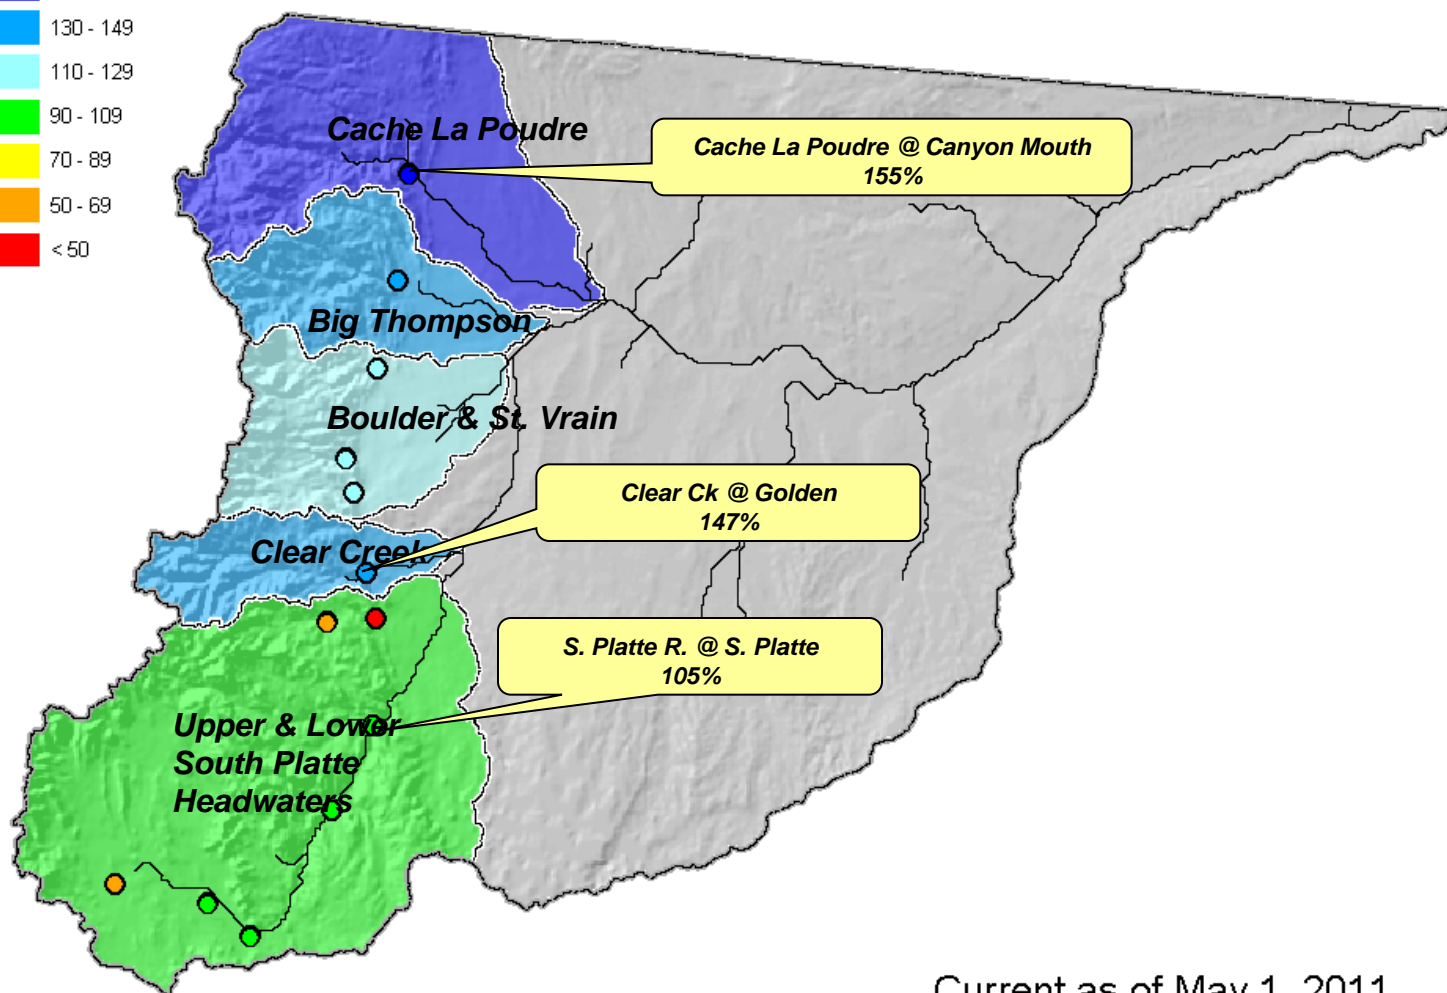 130 - 149
110 - 129
90 - 109
70 - 89
50 - 69
< 50
Cache La Poudre
Cache La Poudre @ Canyon Mouth
155%
Big Thompson
Boulder & St. Vrain
Clear Ck @ Golden
147%
Clear Creek
S. Platte R. @ S. Platte
105%
Upper & Lower
South Platte
Headwaters
Current as of May 1, 2011